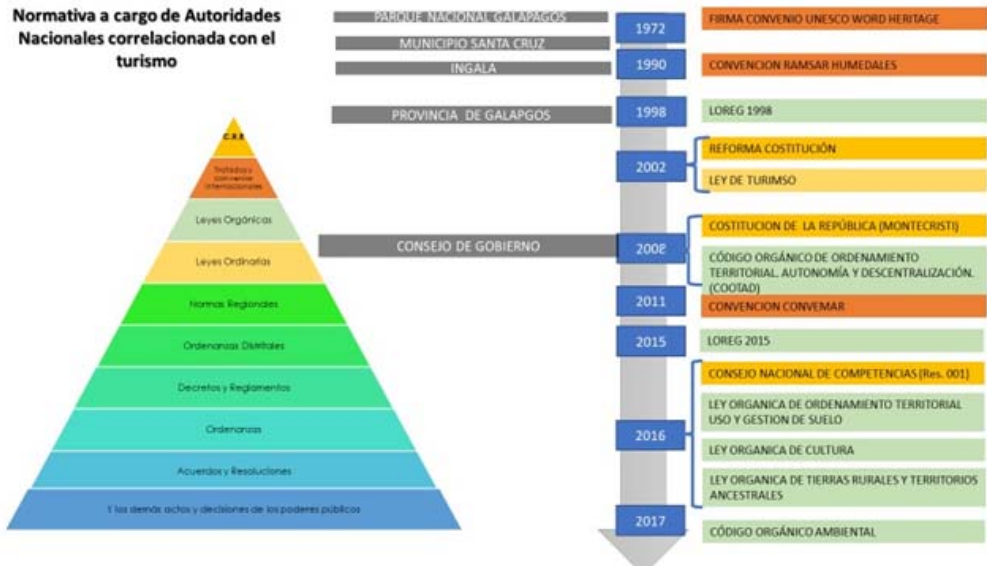 Normativa a cargo de Autoridades
Nacionales correlacionada con el
turismo
C.R.E
Tratados y
convenios
internacionales
Leyes Orgánicas
Leyes Ordinarias
Normas Regionales
Ordenanzas Distritales
Decretos y Reglamentos
Ordenanzas
Acuerdos y Resoluciones
Y los demás actos y decisiones de los poderes públicos
PARQUE NACIONAL GALAPAGOS
MUNICIPIO SANTA CRUZ
INGALA
PROVINCIA DE GALAPGOS
CONSEJO DE GOBIERNO
1972
1990
1998
2002
2008
2011
2015
2016
2017
FIRMA CONVENIO UNESCO WORD HERITAGE
CONVENCION RAMSAR HUMEDALES
LOREG 1998
REFORMA COSTITUCIÓN
LEY DE TURIMSO
COSTITUCION DE LA REPÚBLICA (MONTECRISTI)
CÓDIGO ORGÁNICO DE ORDENAMIENTO
TERRITORIAL. AUTONOMÍA Y DESCENTRALIZACIÓN.
(COOTAD)
CONVENCION CONVEMAR
LOREG 2015
CONSEJO NACIONAL DE COMPETENCIAS (Res. 001)
LEY ORGANICA DE ORDENAMIENTO TERRITORIAL
USO Y GESTION DE SUELO
LEY ORGANICA DE CULTURA
LEY ORGANICA DE TIERRAS RURALES Y TERRITORIOS
ANCESTRALES
CÓDIGO ORGÁNICO AMBIENTAL